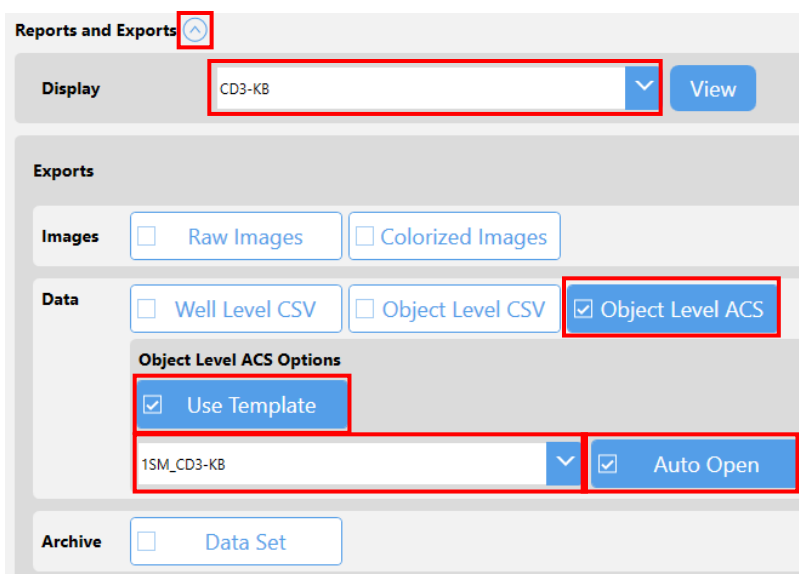 Reports and Exports
Display CD3-KB View
Exports
Images Raw Images Colorized Images
Data Well Level CSV Object Level CSV Object Level ACS
Object Level ACS Options
Use Template
1SM_CD3-KB Auto Open
Archive Data Set